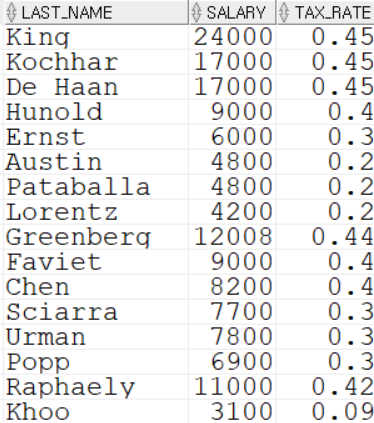 LAST_NAME SALARY TAX_RATE
King 24000 0.45
Kochhar 17000 0.45
De Haan 17000 0.45
Hunold 9000 0.4
Ernst 6000 0.3
Austin 4800 0.2
Pataballa 4800 0.2
Lorentz 4200 0.2
Greenberg 12008 0.44
Faviet 9000 0.4
Chen 8200 0.4
Sciarra 7700 0.3
Urman 7800 0.3
Popp 6900 0.3
Raphaely 11000 0.42
Khoo 3100 0.09